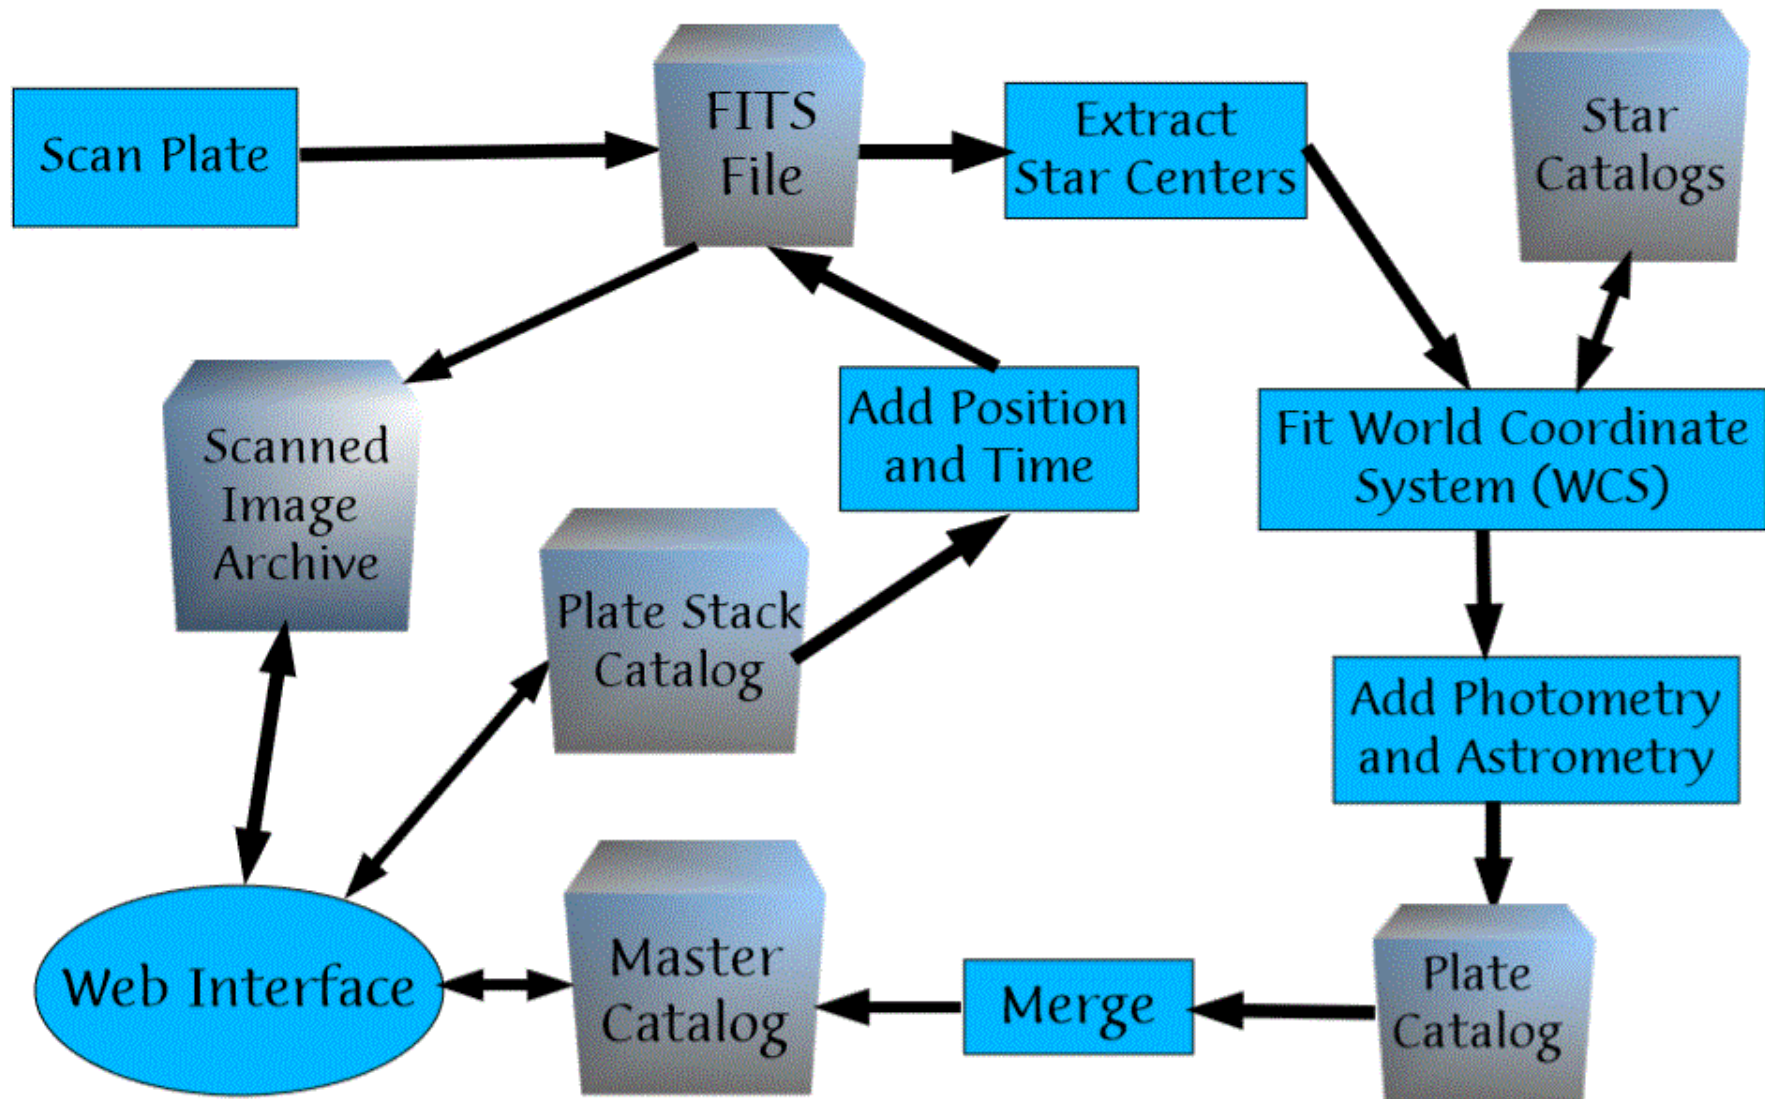 Scan Plate
FITS
File
Extract
Star Centers
Star
Catalogs
Scanned
Image
Archive
Add Position
and Time
Fit World Coordinate
System (WCS)
Plate Stack
Catalog
Add Photometry
and Astrometry
Web Interface
Master
Catalog
Merge
Plate
Catalog